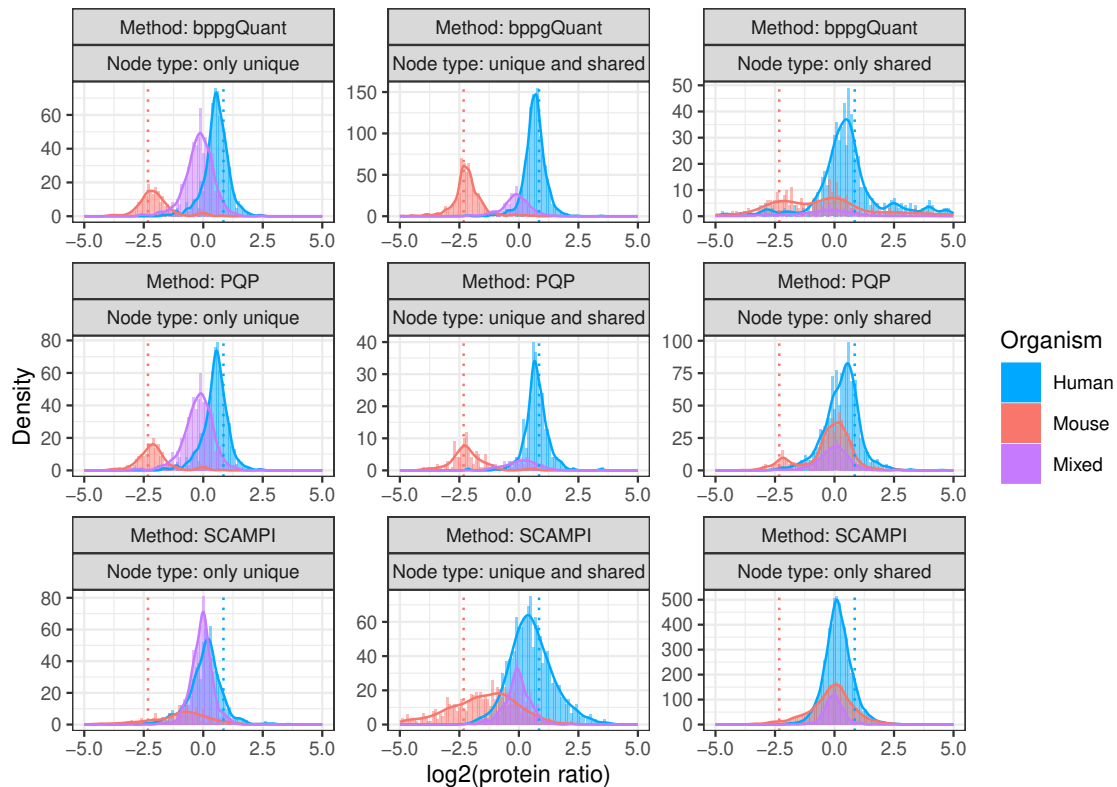 Method: bppgQuant
Method: bppgQuant
Method: bppgQuant
Node type: only unique
Node type: unique and shared
Node type: only shared
60
40
20
0
150
100
50
0
50
40
30
20
10
0
−5.0 −2.5 0.0 2.5 5.0
−5.0 −2.5 0.0 2.5 5.0
−5.0 −2.5 0.0 2.5 5.0
Method: PQP
Method: PQP
Method: PQP
Node type: only unique
Node type: unique and shared
Node type: only shared
Density
80
60
40
20
0
40
30
20
10
0
100
75
50
25
0
−5.0 −2.5 0.0 2.5 5.0
−5.0 −2.5 0.0 2.5 5.0
−5.0 −2.5 0.0 2.5 5.0
Method: SCAMPI
Method: SCAMPI
Method: SCAMPI
Node type: only unique
Node type: unique and shared
Node type: only shared
80
60
40
20
0
60
40
20
0
500
400
300
200
100
0
−5.0 −2.5 0.0 2.5 5.0
−5.0 −2.5 0.0 2.5 5.0
−5.0 −2.5 0.0 2.5 5.0
log2(protein ratio)
Organism
Human
Mouse
Mixed